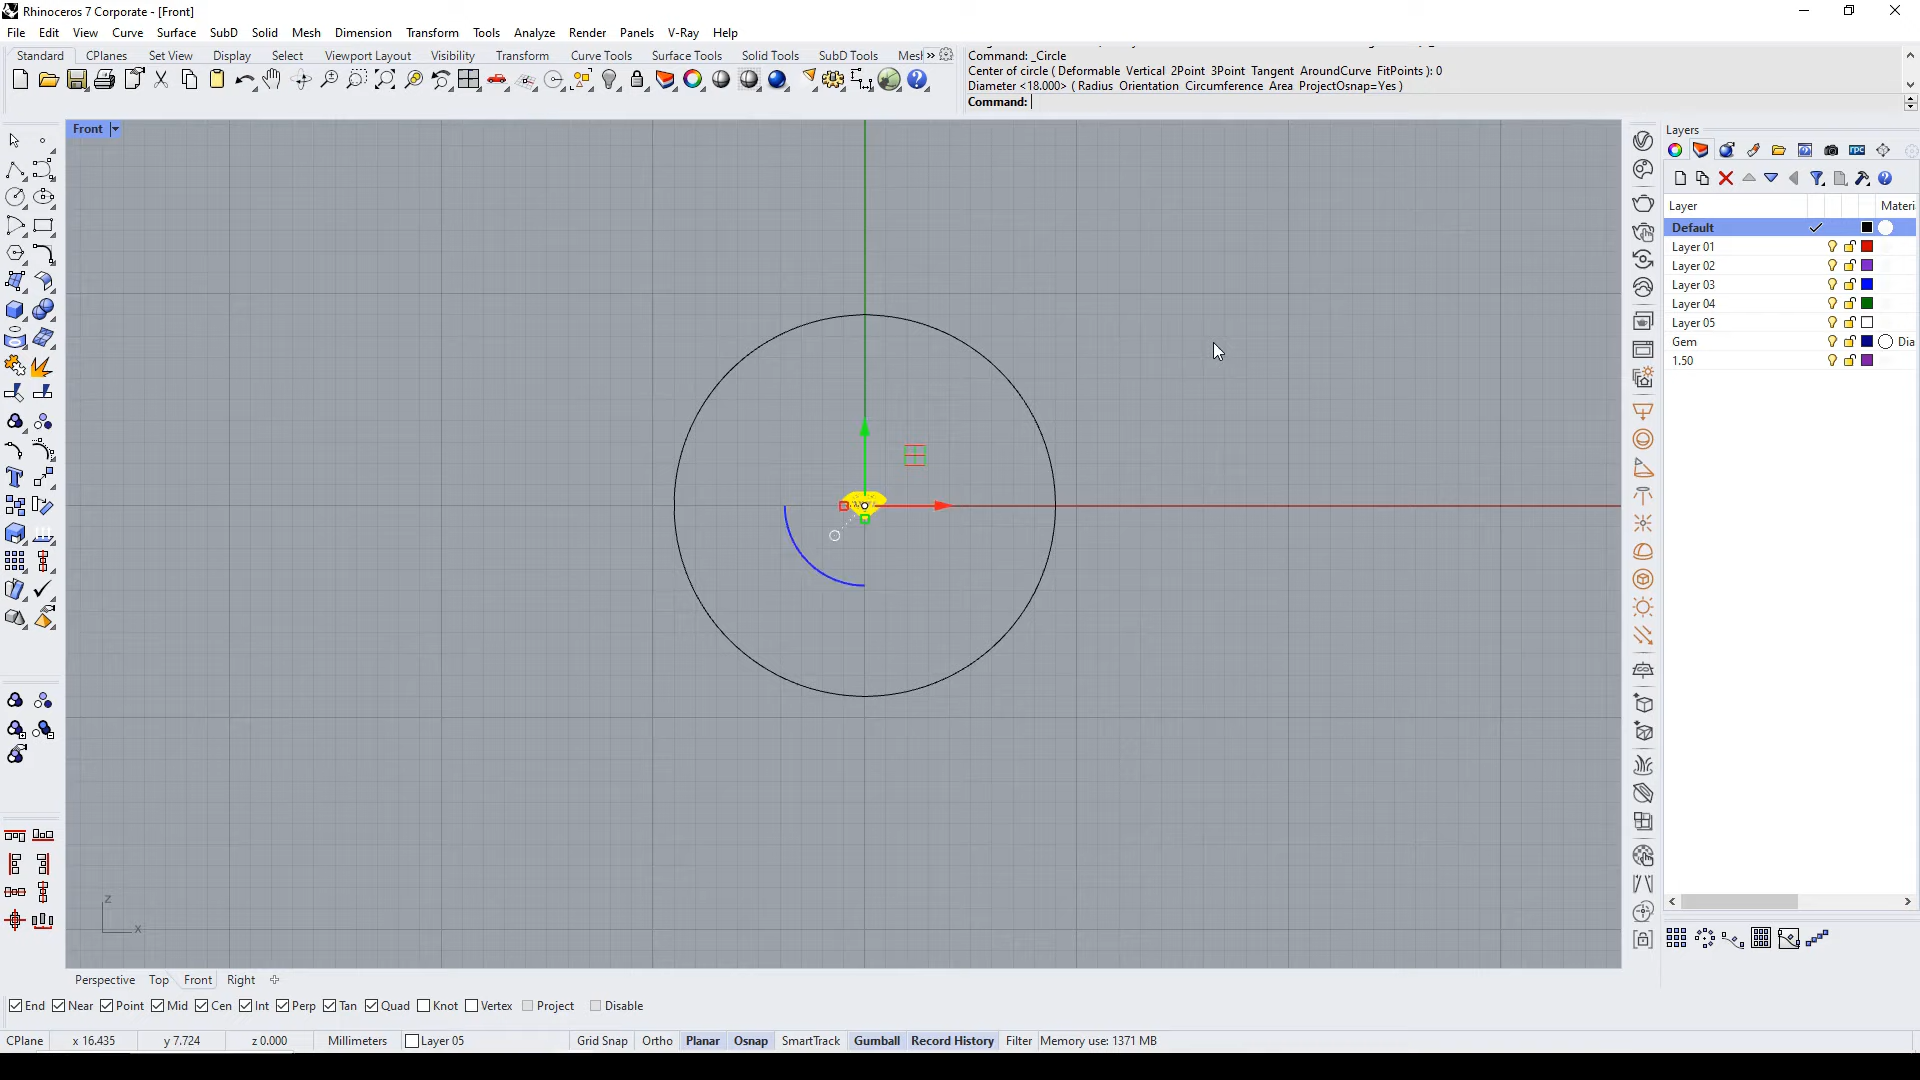 Rhinoceros 7 Corporate - [Front]
File Edit View Curve Surface SubD Solid Mesh Dimension Transform Tools Analyze Render Panels V-Ray Help
Standard CPlanes Set View Display Select Viewport Layout Visibility Transform Curve Tools Surface Tools Solid Tools SubD Tools Mesh
Command: _Circle
Center of circle ( Deformable Vertical 2Point 3Point Tangent AroundCurve FitPoints ): 0
Diameter <18.000> ( Radius Orientation Circumference Area ProjectOsnap=Yes )
Command:
Front
Layers
rpc
Layer Materi
Default
Layer 01
Layer 02
Layer 03
Layer 04
Layer 05
Gem Dia
1.50
z
x
Perspective Top Front Right
End Near Point Mid Cen Int Perp Tan Quad Knot Vertex Project Disable
CPlane x 16.435 y 7.724 z 0.000 Millimeters Layer 05 Grid Snap Ortho Planar Osnap SmartTrack Gumball Record History Filter Memory use: 1371 MB